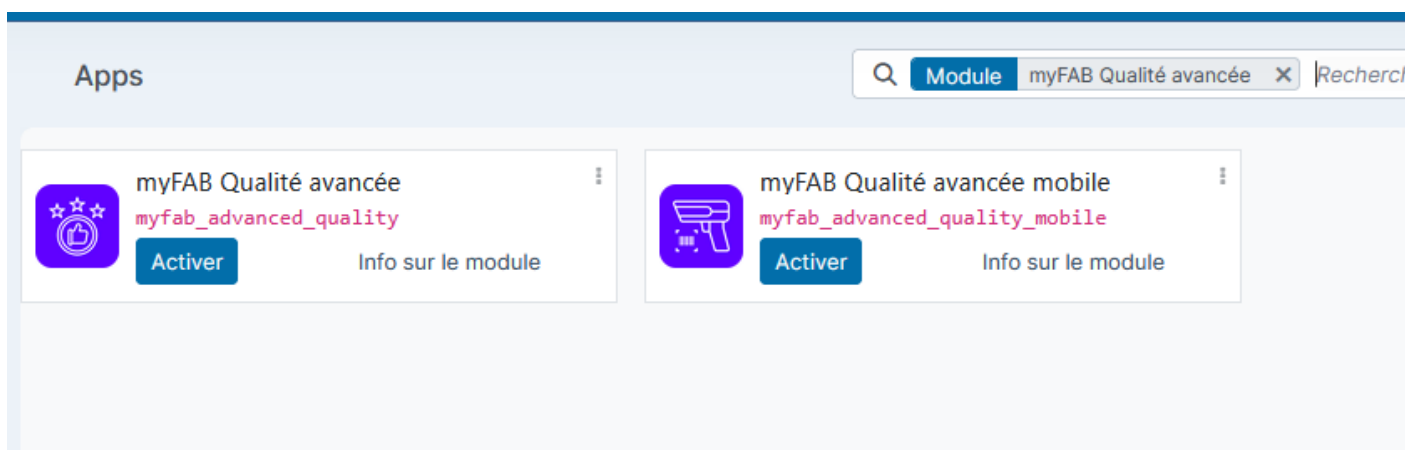 Apps
Module myFAB Qualité avancée
myFAB Qualité avancée
myfab_advanced_quality
Activer Info sur le module
myFAB Qualité avancée mobile
myfab_advanced_quality_mobile
Activer Info sur le module